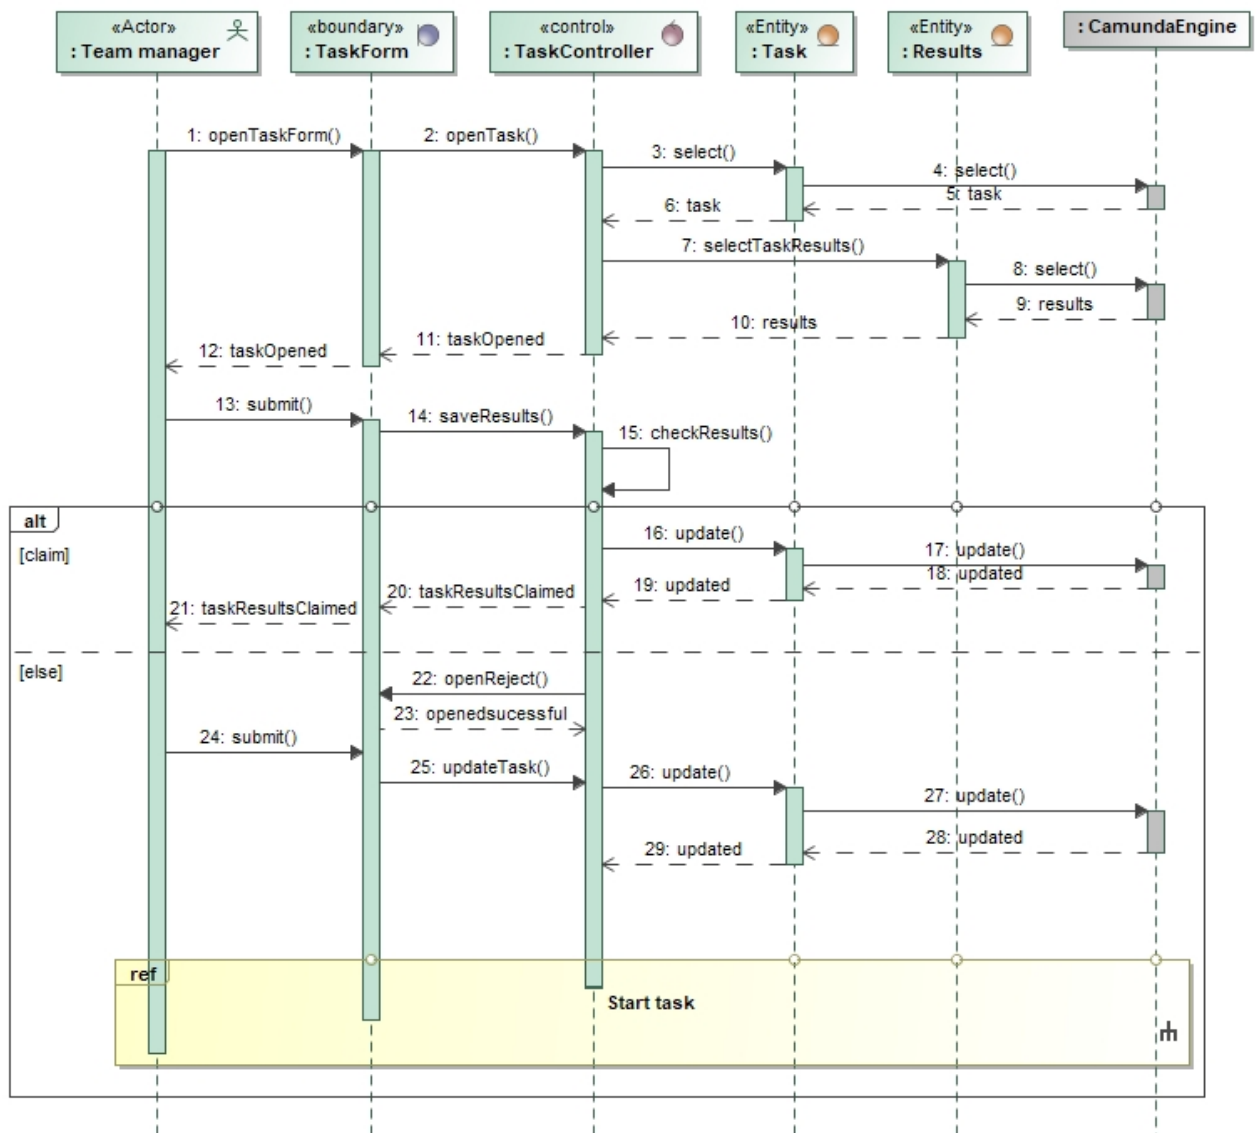 «Actor»
: Team manager
«boundary»
: TaskForm
«control»
: TaskController
«Entity»
: Task
«Entity»
: Results
: CamundaEngine
1: openTaskForm()
2: openTask()
3: select()
4: select()
5: task
6: task
7: selectTaskResults()
8: select()
9: results
10: results
11: taskOpened
12: taskOpened
13: submit()
14: saveResults()
15: checkResults()
alt
[claim]
16: update()
17: update()
18: updated
19: updated
20: taskResultsClaimed
21: taskResultsClaimed
[else]
22: openReject()
23: openedsucessful
24: submit()
25: updateTask()
26: update()
27: update()
28: updated
29: updated
ref
Start task